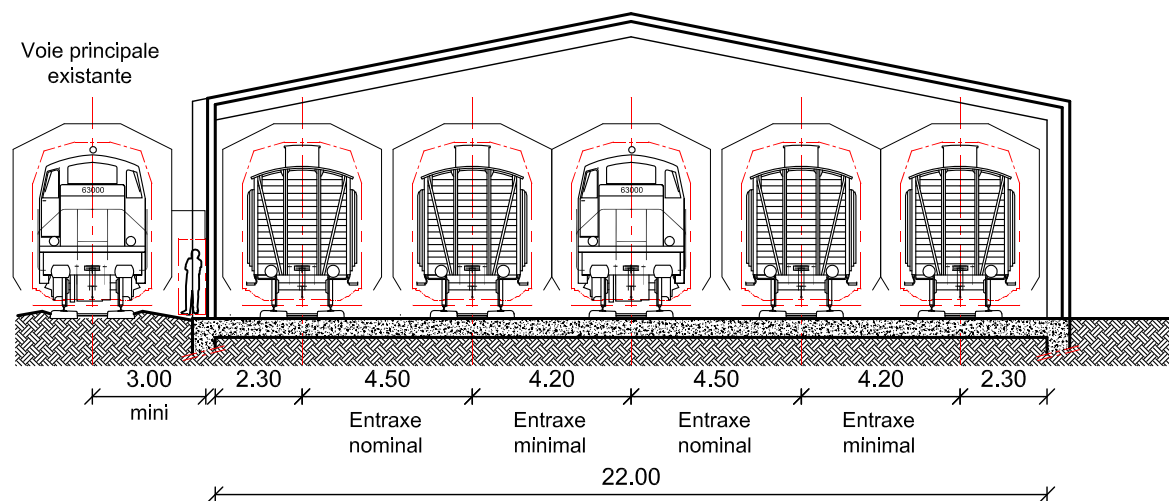 Voie principale
existante
63000
63000
3.00
2.30
4.50
4.20
4.50
4.20
2.30
mini
Entraxe
nominal
Entraxe
minimal
Entraxe
nominal
Entraxe
minimal
22.00